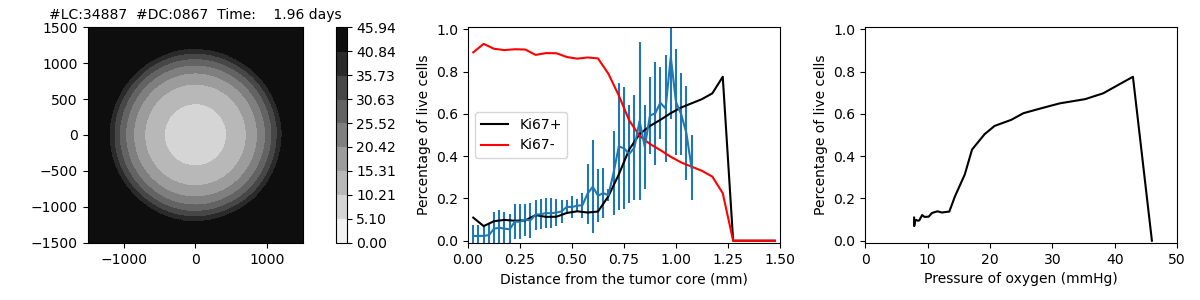 #LC:34887 #DC:0867 Time: 1.96 days
1500
1000
500
0
−500
−1000
−1500
−1000 0 1000
45.94
40.84
35.73
30.63
25.52
20.42
15.31
10.21
5.10
0.00
Percentage of live cells
1.0
0.8
0.6
0.4
0.2
0.0
Ki67+
Ki67-
0.00 0.25 0.50 0.75 1.00 1.25 1.50
Distance from the tumor core (mm)
Percentage of live cells
1.0
0.8
0.6
0.4
0.2
0.0
0 10 20 30 40 50
Pressure of oxygen (mmHg)